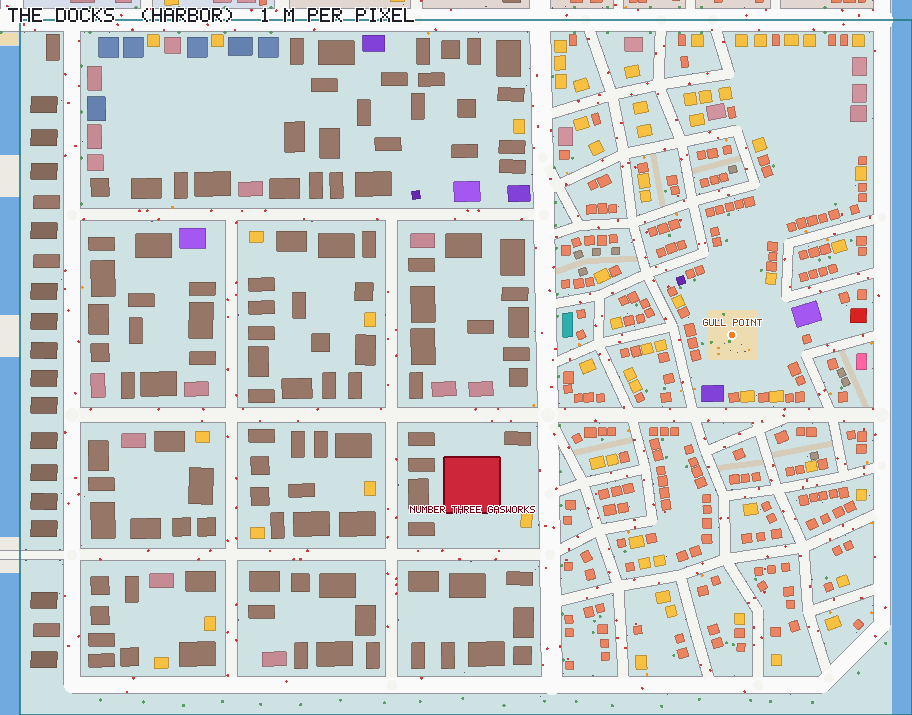 THE DOCKS (HARBOR) 1 M PER PIXEL
GULL POINT
NUMBER THREE GASWORKS